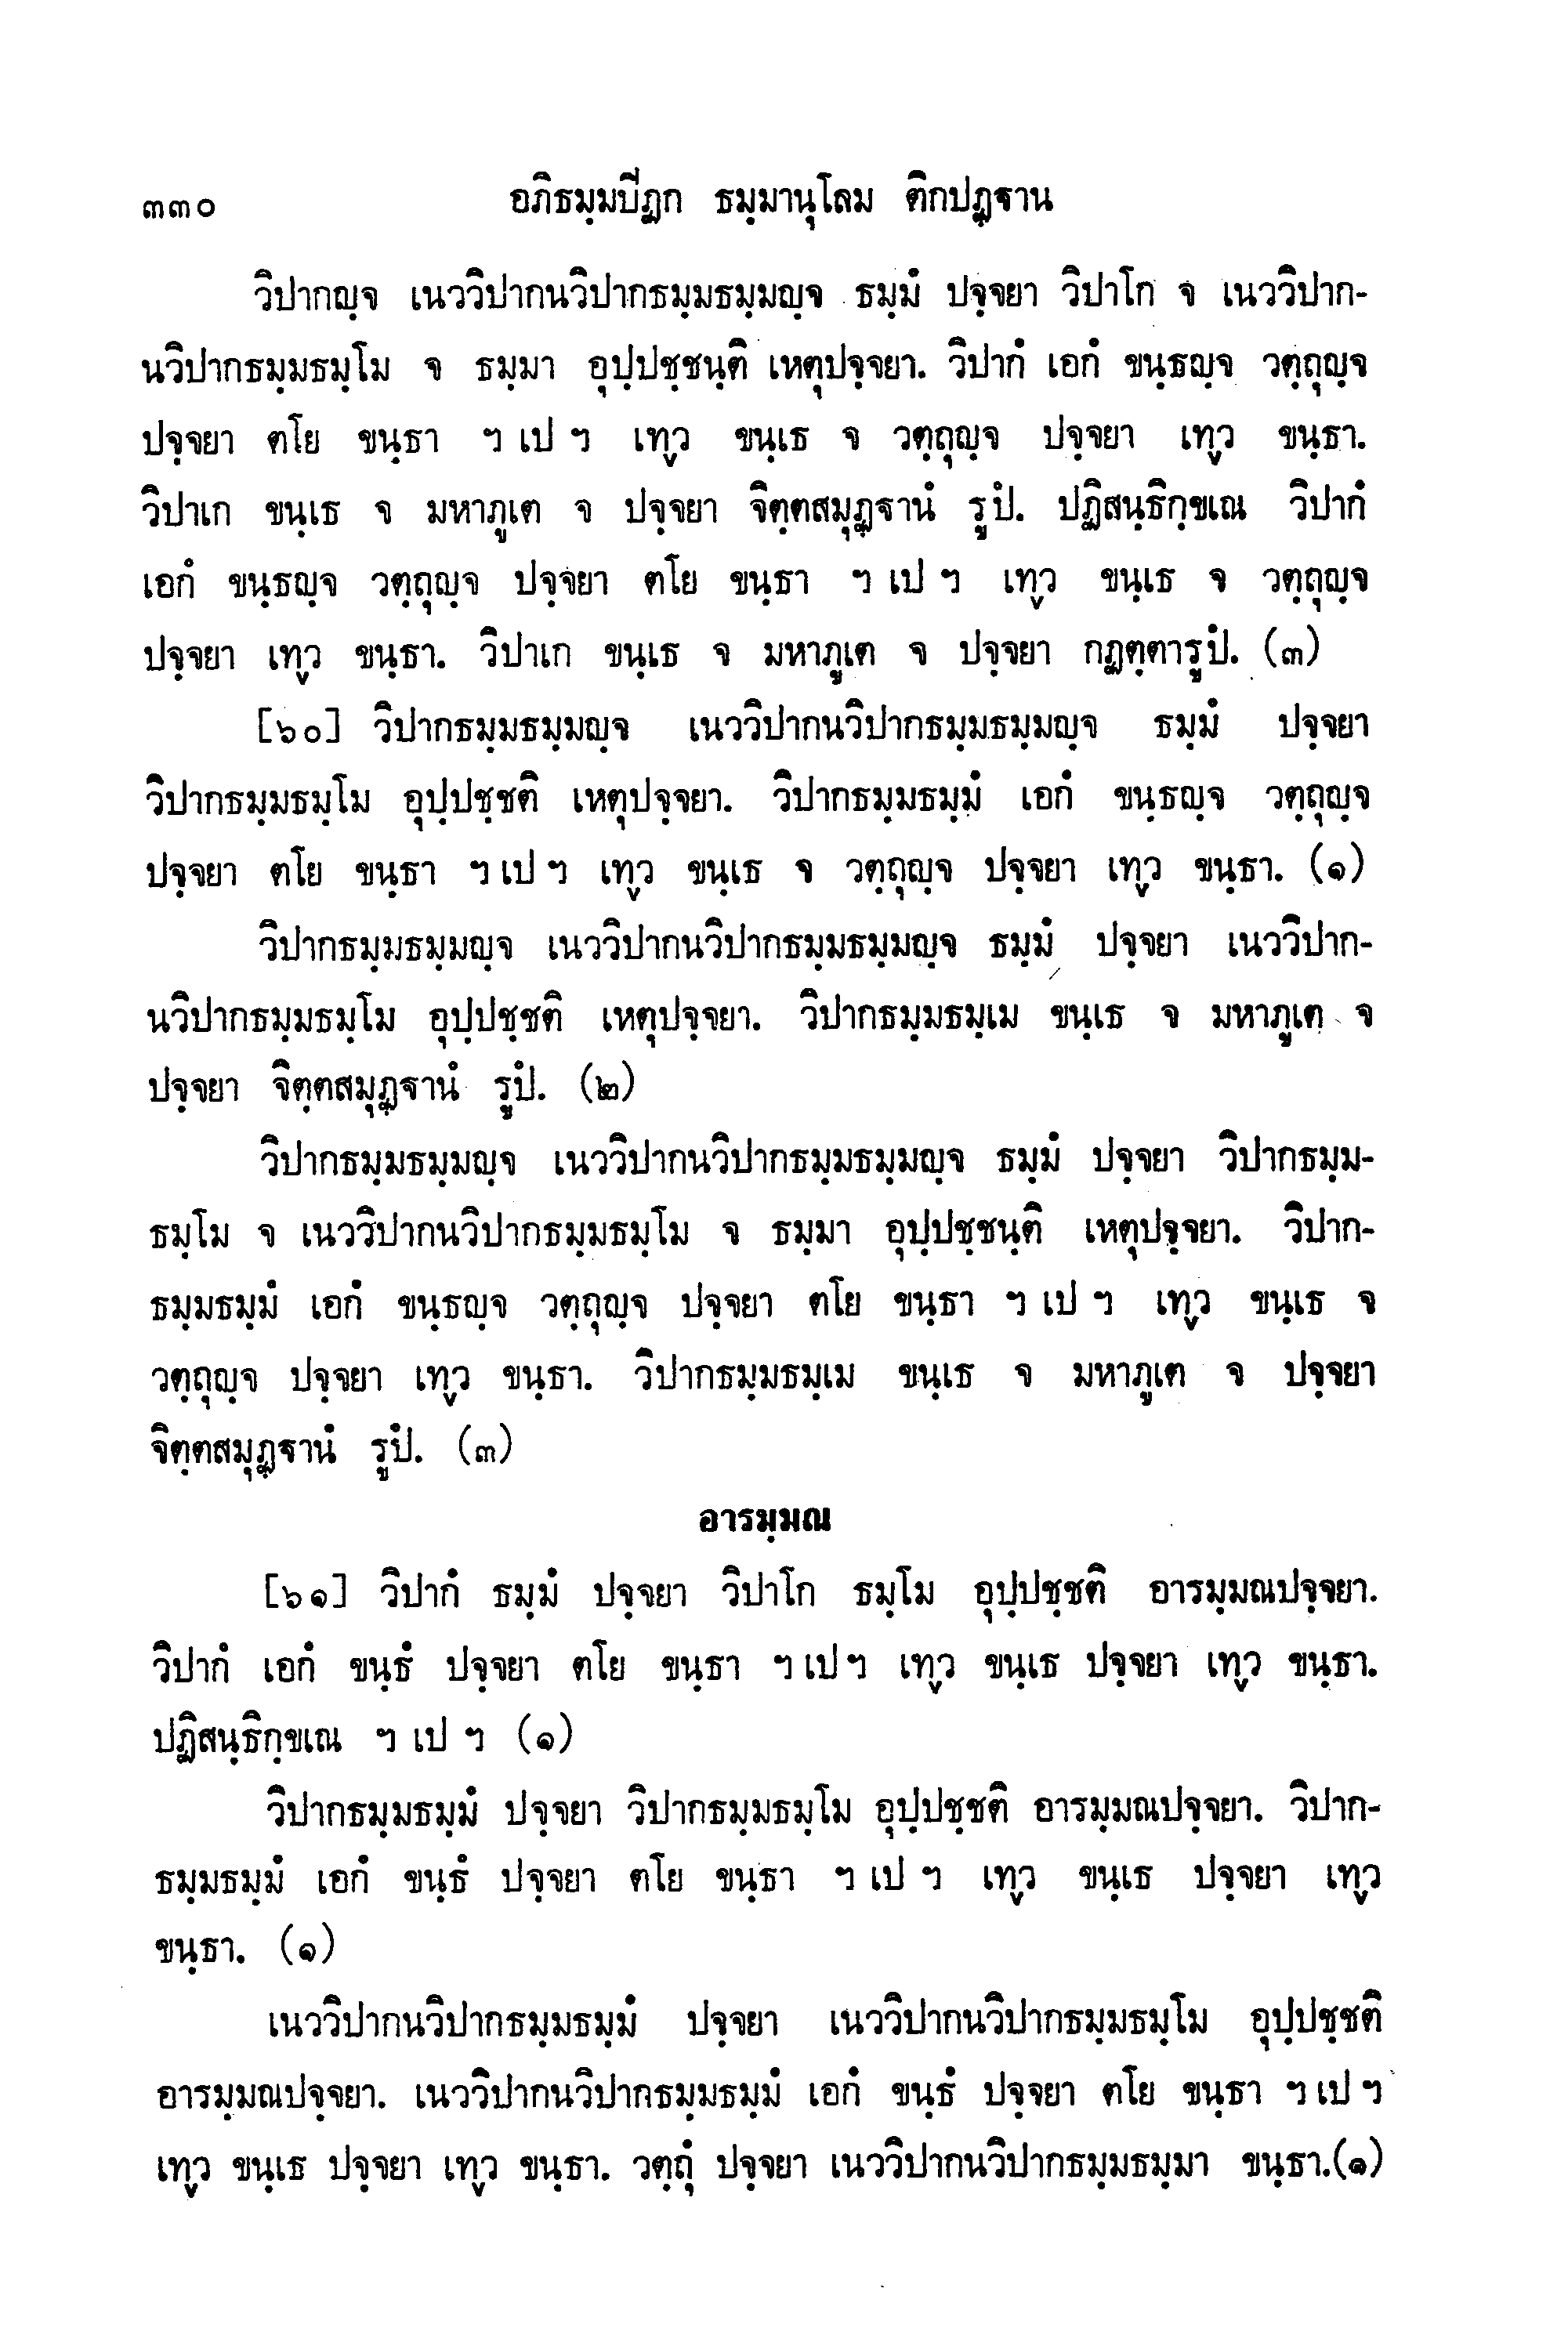 ๓๓๐ อภิธมฺมปิฏก ธมฺมานุโลม ติกปฏฺฐาน
วิปากญฺจ เนววิปากนวิปากธมฺมธมฺมญฺจ ธมฺมํ ปจฺจยา วิปาโก จ เนววิปาก-
นวิปากธมฺมธมฺโม จ ธมฺมา อุปฺปชฺชนฺติ เหตุปจฺจยา. วิปากํ เอกํ ขนฺธญฺจ วตฺถุญฺจ
ปจฺจยา ตโย ขนฺธา ฯ เป ฯ เทฺว ขนฺเธ จ วตฺถุญฺจ ปจฺจยา เทฺว ขนฺธา.
วิปาเก ขนฺเธ จ มหาภูเต จ ปจฺจยา จิตฺตสมุฏฺฐานํ รูปํ. ปฏิสนฺธิกฺขเณ วิปากํ
เอกํ ขนฺธญฺจ วตฺถุญฺจ ปจฺจยา ตโย ขนฺธา ฯ เป ฯ เทฺว ขนฺเธ จ วตฺถุญฺจ
ปจฺจยา เทฺว ขนฺธา. วิปาเก ขนฺเธ จ มหาภูเต จ ปจฺจยา กฏตฺตารูปํ. (๓)
[๖๐] วิปากธมฺมธมฺมญฺจ เนววิปากนวิปากธมฺมธมฺมญฺจ ธมฺมํ ปจฺจยา
วิปากธมฺมธมฺโม อุปฺปชฺชติ เหตุปจฺจยา. วิปากธมฺมธมฺมํ เอกํ ขนฺธญฺจ วตฺถุญฺจ
ปจฺจยา ตโย ขนฺธา ฯ เป ฯ เทฺว ขนฺเธ จ วตฺถุญฺจ ปจฺจยา เทฺว ขนฺธา. (๑)
วิปากธมฺมธมฺมญฺจ เนววิปากนวิปากธมฺมธมฺมญฺจ ธมฺมํ ปจฺจยา เนววิปาก-
นวิปากธมฺมธมฺโม อุปฺปชฺชติ เหตุปจฺจยา. วิปากธมฺมธมฺเม ขนฺเธ จ มหาภูเต จ
ปจฺจยา จิตฺตสมุฏฺฐานํ รูปํ. (๒)
วิปากธมฺมธมฺมญฺจ เนววิปากนวิปากธมฺมธมฺมญฺจ ธมฺมํ ปจฺจยา วิปากธมฺม-
ธมฺโม จ เนววิปากนวิปากธมฺมธมฺโม จ ธมฺมา อุปฺปชฺชนฺติ เหตุปจฺจยา. วิปาก-
ธมฺมธมฺมํ เอกํ ขนฺธญฺจ วตฺถุญฺจ ปจฺจยา ตโย ขนฺธา ฯ เป ฯ เทฺว ขนฺเธ จ
วตฺถุญฺจ ปจฺจยา เทฺว ขนฺธา. วิปากธมฺมธมฺเม ขนฺเธ จ มหาภูเต จ ปจฺจยา
จิตฺตสมุฏฺฐานํ รูปํ. (๓)
อารมฺมณ
[๖๑] วิปากํ ธมฺมํ ปจฺจยา วิปาโก ธมฺโม อุปฺปชฺชติ อารมฺมณปจฺจยา.
วิปากํ เอกํ ขนฺธํ ปจฺจยา ตโย ขนฺธา ฯ เป ฯ เทฺว ขนฺเธ ปจฺจยา เทฺว ขนฺธา.
ปฏิสนฺธิกฺขเณ ฯ เป ฯ (๑)
วิปากธมฺมธมฺมํ ปจฺจยา วิปากธมฺมธมฺโม อุปฺปชฺชติ อารมฺมณปจฺจยา. วิปาก-
ธมฺมธมฺมํ เอกํ ขนฺธํ ปจฺจยา ตโย ขนฺธา ฯ เป ฯ เทฺว ขนฺเธ ปจฺจยา เทฺว
ขนฺธา. (๑)
เนววิปากนวิปากธมฺมธมฺมํ ปจฺจยา เนววิปากนวิปากธมฺมธมฺโม อุปฺปชฺชติ
อารมฺมณปจฺจยา. เนววิปากนวิปากธมฺมธมฺมํ เอกํ ขนฺธํ ปจฺจยา ตโย ขนฺธา ฯ เป ฯ
เทฺว ขนฺเธ ปจฺจยา เทฺว ขนฺธา. วตฺถุํ ปจฺจยา เนววิปากนวิปากธมฺมธมฺมา ขนฺธา.(๑)